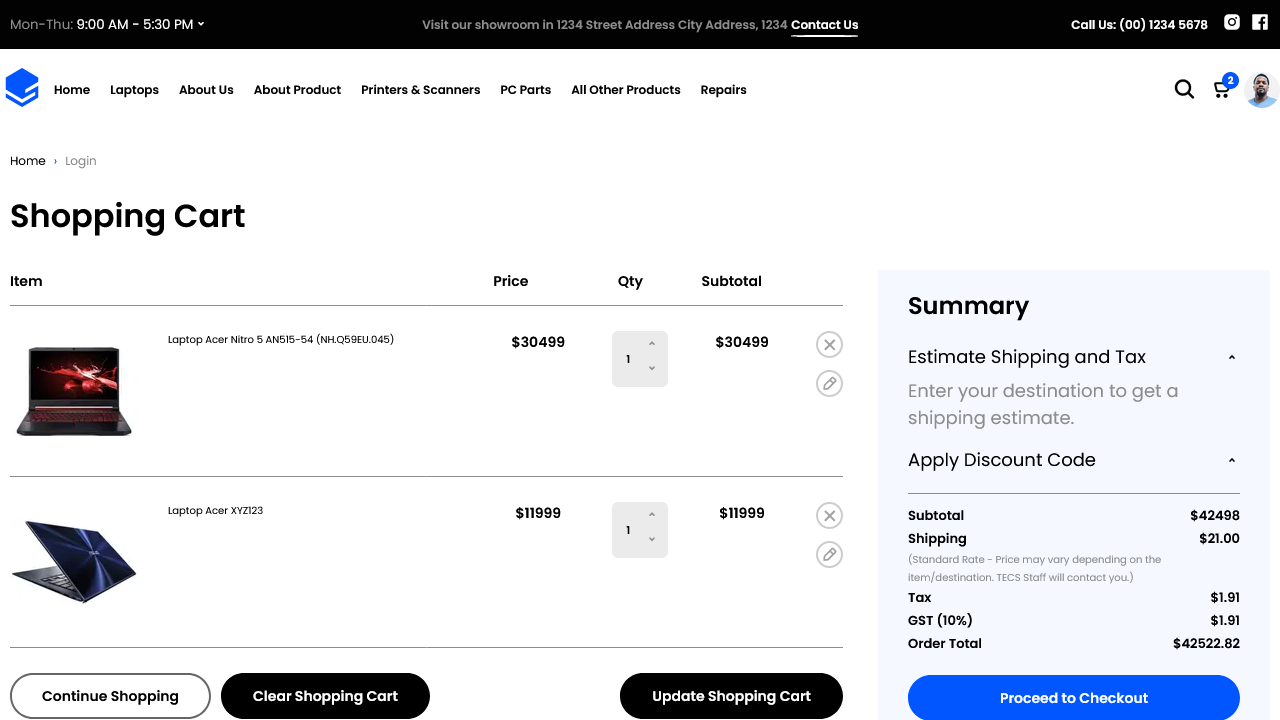 Mon-Thu: 9:00 AM - 5:30 PM
Visit our showroom in 1234 Street Address City Address, 1234 Contact Us
Call Us: (00) 1234 5678
Home
Laptops
About Us
About Product
Printers & Scanners
PC Parts
All Other Products
Repairs
2
Home › Login
Shopping Cart
Item
Price
Qty
Subtotal
Laptop Acer Nitro 5 AN515-54 (NH.Q59EU.045)
$30499
1
$30499
Laptop Acer XYZ123
$11999
1
$11999
Continue Shopping
Clear Shopping Cart
Update Shopping Cart
Summary
Estimate Shipping and Tax
Enter your destination to get a
shipping estimate.
Apply Discount Code
Subtotal $42498
Shipping $21.00
(Standard Rate - Price may vary depending on the
item/destination. TECS Staff will contact you.)
Tax $1.91
GST (10%) $1.91
Order Total $42522.82
Proceed to Checkout